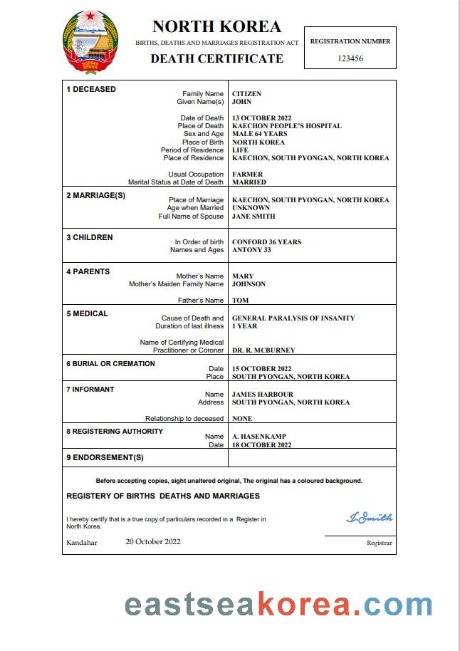 NORTH KOREA
BIRTHS, DEATHS AND MARRIAGES REGISTRATION ACT
DEATH CERTIFICATE
REGISTRATION NUMBER
123456
1 DECEASED
Family Name CITIZEN
Given Name(s) JOHN
Date of Death 13 OCTOBER 2022
Place of Death KAECHON PEOPLE'S HOSPITAL
Sex and Age MALE 64 YEARS
Place of Birth NORTH KOREA
Period of Residence LIFE
Place of Residence KAECHON, SOUTH PYONGAN, NORTH KOREA
Usual Occupation FARMER
Marital Status at Date of Death MARRIED
2 MARRIAGE(S)
Place of Marriage KAECHON, SOUTH PYONGAN, NORTH KOREA
Age when Married UNKNOWN
Full Name of Spouse JANE SMITH
3 CHILDREN
In Order of birth CONFORD 36 YEARS
Names and Ages ANTONY 33
4 PARENTS
Mother's Name MARY
Mother's Maiden Family Name JOHNSON
Father's Name TOM
5 MEDICAL
Cause of Death and GENERAL PARALYSIS OF INSANITY
Duration of last illness 1 YEAR
Name of Certifying Medical
Practitioner or Coroner DR. R. MCBURNEY
6 BURIAL OR CREMATION
Date 15 OCTOBER 2022
Place SOUTH PYONGAN, NORTH KOREA
7 INFORMANT
Name JAMES HARBOUR
Address SOUTH PYONGAN, NORTH KOREA
Relationship to deceased NONE
8 REGISTERING AUTHORITY
Name A. HASENKAMP
Date 18 OCTOBER 2022
9 ENDORSEMENT(S)
Before accepting copies, sight unaltered original, The original has a coloured background.
REGISTERY OF BIRTHS DEATHS AND MARRIAGES
I hereby certify that is a true copy of particulars recorded in a Register in
North Korea.
J.Smith
Kandahar 20 October 2022
Registrar
eastseakorea.com